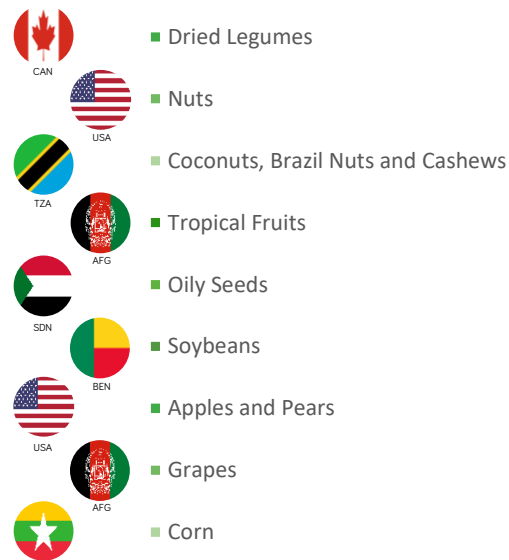 Dried Legumes
CAN
Nuts
USA
Coconuts, Brazil Nuts and Cashews
TZA
Tropical Fruits
AFG
Oily Seeds
SDN
Soybeans
BEN
Apples and Pears
USA
Grapes
AFG
Corn